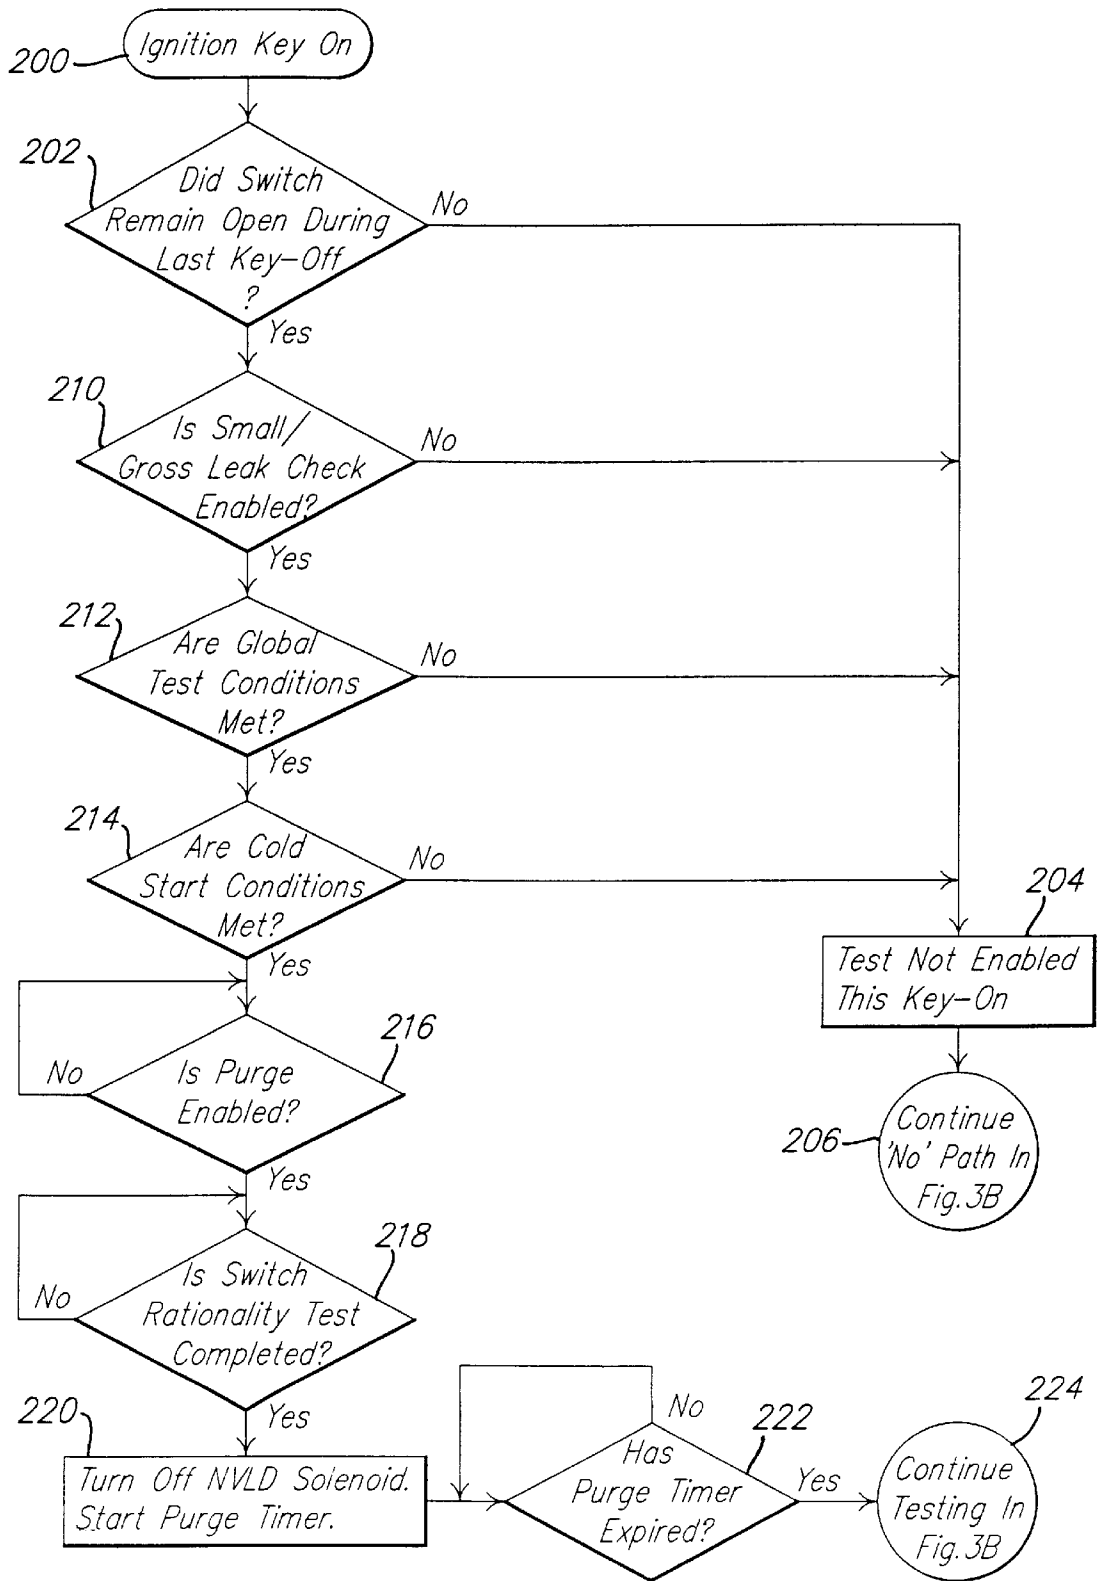 Ignition Key On
200
202
Did Switch
Remain Open During
Last Key-Off
?
No
Yes
210
Is Small/
Gross Leak Check
Enabled?
No
Yes
212
Are Global
Test Conditions
Met?
No
Yes
214
Are Cold
Start Conditions
Met?
No
Yes
204
Test Not Enabled
This Key-On
216
Is Purge
Enabled?
No
Yes
206
Continue
'No' Path In
Fig.3B
218
Is Switch
Rationality Test
Completed?
No
Yes
220
Turn Off NVLD Solenoid.
Start Purge Timer.
222
Has
Purge Timer
Expired?
No
Yes
224
Continue
Testing In
Fig.3B